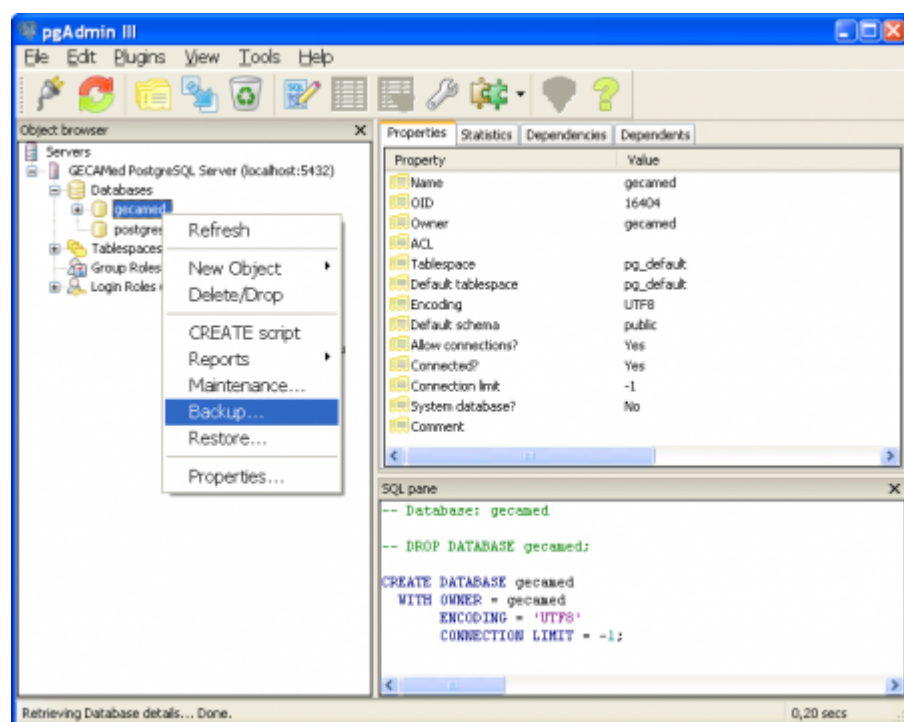 pgAdmin III
File Edit Plugins View Tools Help
Object browser
Servers
GECAMed PostgreSQL Server (localhost:5432)
Databases
gecamed
postgres
Tablespaces
Group Roles
Login Roles
Refresh
New Object
Delete/Drop
CREATE script
Reports
Maintenance...
Backup...
Restore...
Properties...
Properties Statistics Dependencies Dependents
Property Value
Name gecamed
OID 16404
Owner gecamed
ACL
Tablespace pg_default
Default tablespace pg_default
Encoding UTF8
Default schema public
Allow connections? Yes
Connected? Yes
Connection limit -1
System database? No
Comment
SQL pane
-- Database: gecamed
-- DROP DATABASE gecamed;
CREATE DATABASE gecamed
WITH OWNER = gecamed
ENCODING = 'UTF8'
CONNECTION LIMIT = -1;
Retrieving Database details... Done.
0,20 secs